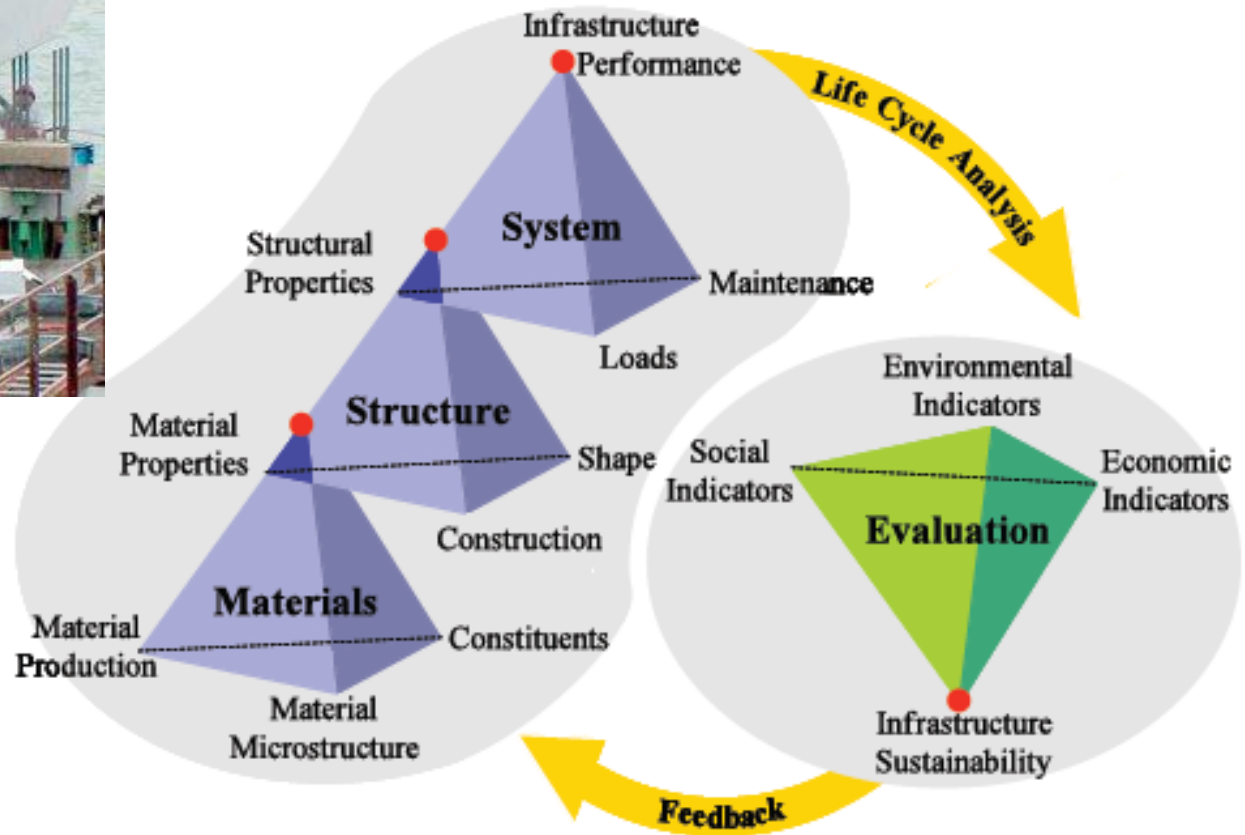 Infrastructure
Performance
Life Cycle Analysis
System
Structural
Properties
Maintenance
Loads
Structure
Material
Properties
Shape
Construction
Materials
Material
Production
Constituents
Material
Microstructure
Environmental
Indicators
Social
Indicators
Economic
Indicators
Evaluation
Infrastructure
Sustainability
Feedback